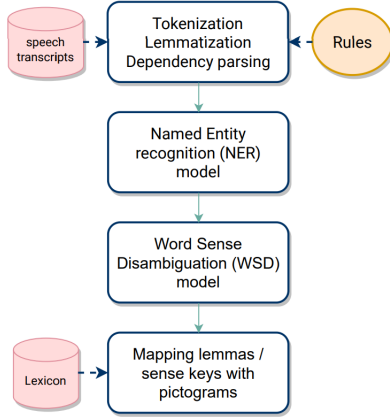 speech
transcripts
Tokenization
Lemmatization
Dependency parsing
Rules
Named Entity
recognition (NER)
model
Word Sense
Disambiguation (WSD)
model
Lexicon
Mapping lemmas /
sense keys with
pictograms